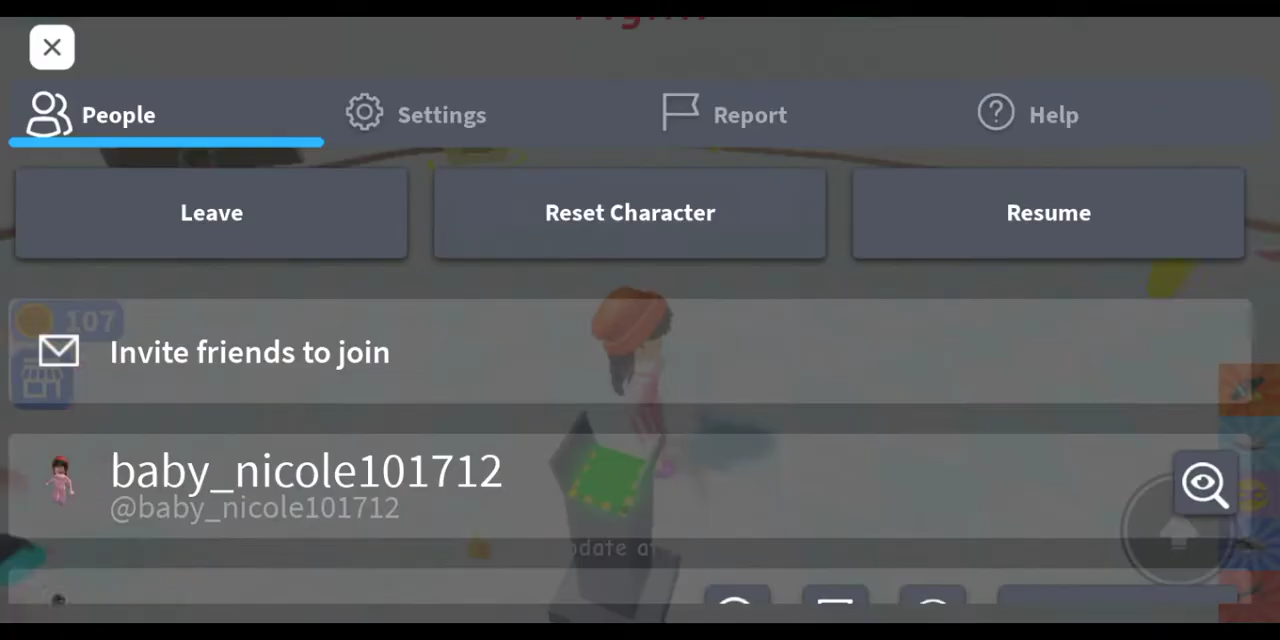 People
Settings
Report
Help
Leave
Reset Character
Resume
107
Invite friends to join
baby_nicole101712
@baby_nicole101712